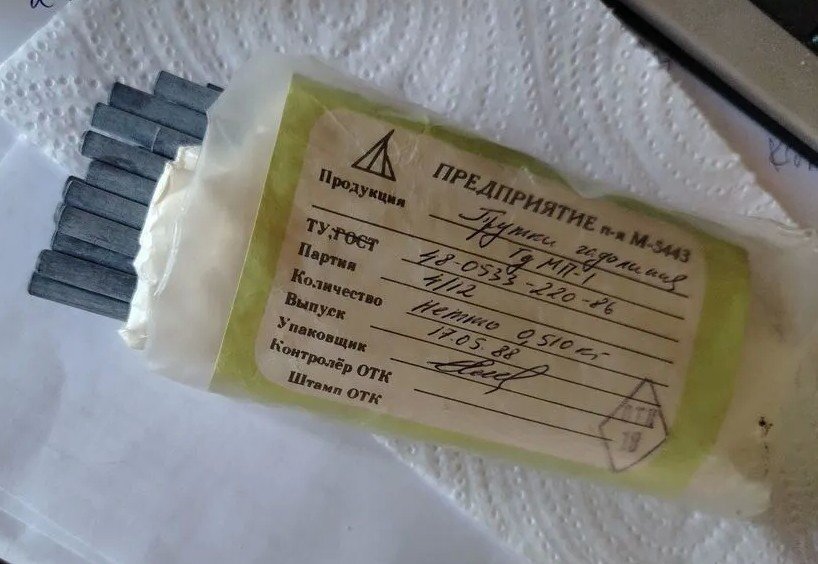 ПРЕДПРИЯТИЕ п-я М-5443
Продукция Прутки гадолиния
ГдМП-1
ТУ, ГОСТ 48-0533-220-86
Партия 4/12
Количество Нетто 0,510 кг
Выпуск 17.05.88
Упаковщик
Контролёр ОТК
Штамп ОТК
ОТК
18